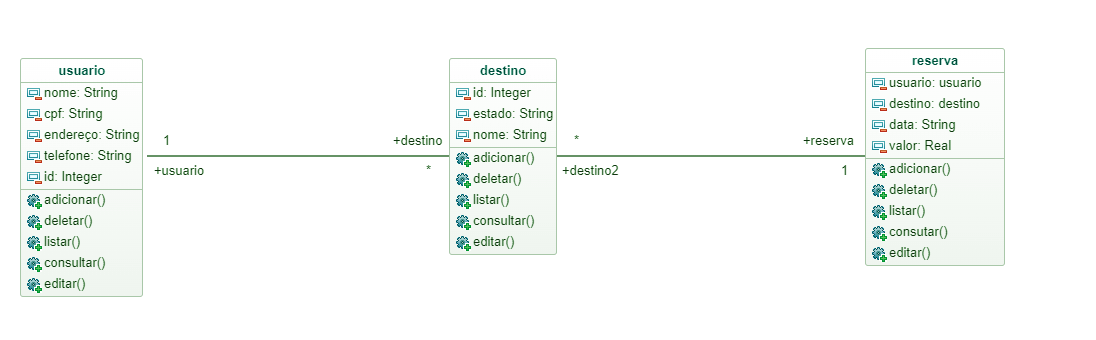 usuario
nome: String
cpf: String
endereço: String
telefone: String
id: Integer
adicionar()
deletar()
listar()
consultar()
editar()
1
+destino
+usuario
*
destino
id: Integer
estado: String
nome: String
adicionar()
deletar()
listar()
consultar()
editar()
*
+reserva
+destino2
1
reserva
usuario: usuario
destino: destino
data: String
valor: Real
adicionar()
deletar()
listar()
consutar()
editar()